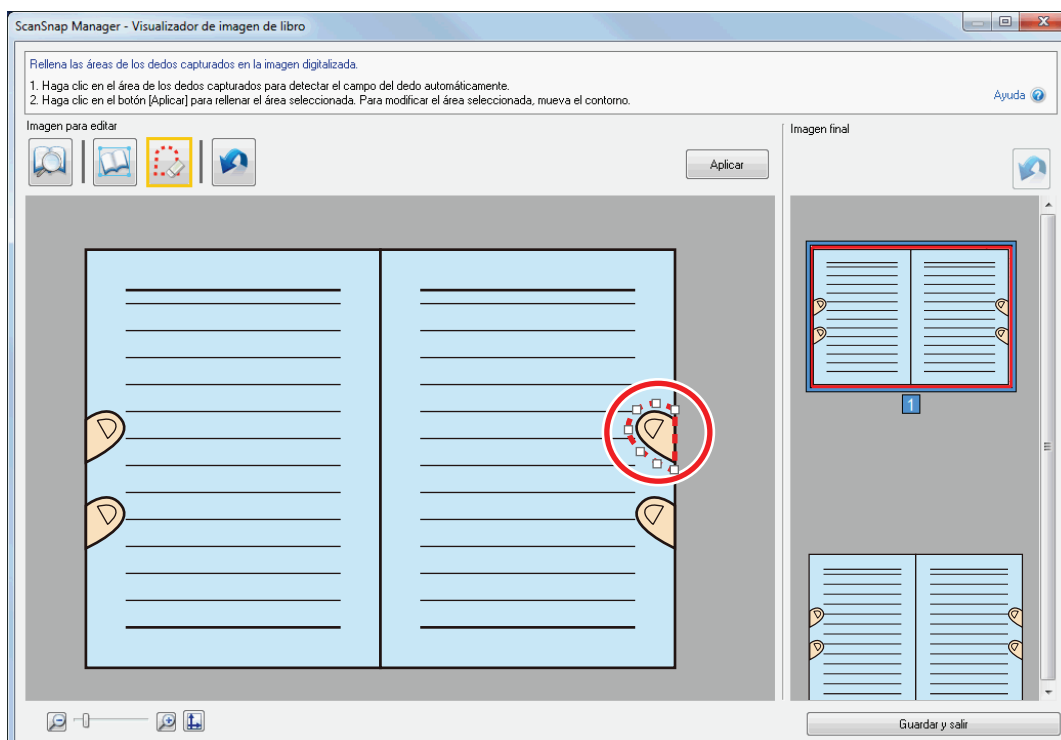 ScanSnap Manager - Visualizador de imagen de libro
Rellena las áreas de los dedos capturados en la imagen digitalizada.
1. Haga clic en el área de los dedos capturados para detectar el campo del dedo automáticamente.
2. Haga clic en el botón [Aplicar] para rellenar el área seleccionada. Para modificar el área seleccionada, mueva el contorno.
Ayuda
Imagen para editar
Aplicar
Imagen final
1
Guardar y salir